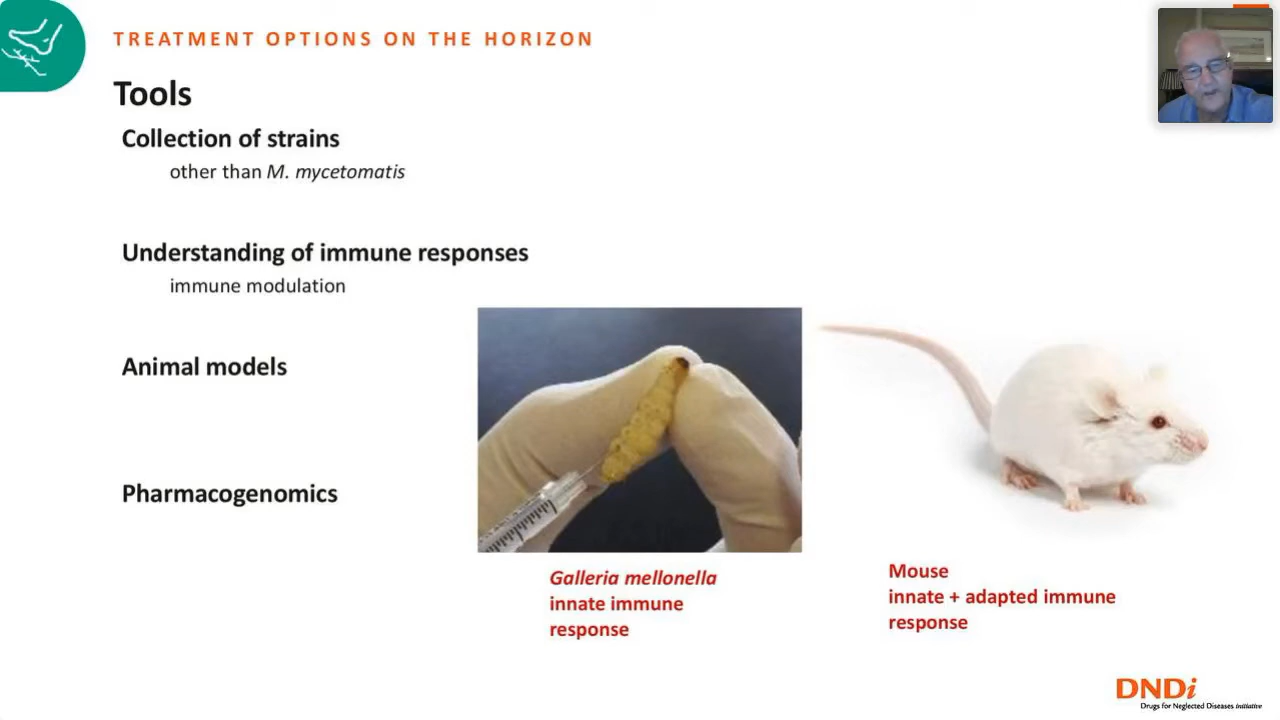 TREATMENT OPTIONS ON THE HORIZON
Tools
Collection of strains
other than M. mycetomatis
Understanding of immune responses
immune modulation
Animal models
Pharmacogenomics
Galleria mellonella
innate immune
response
Mouse
innate + adapted immune
response
DNDi
Drugs for Neglected Diseases initiative